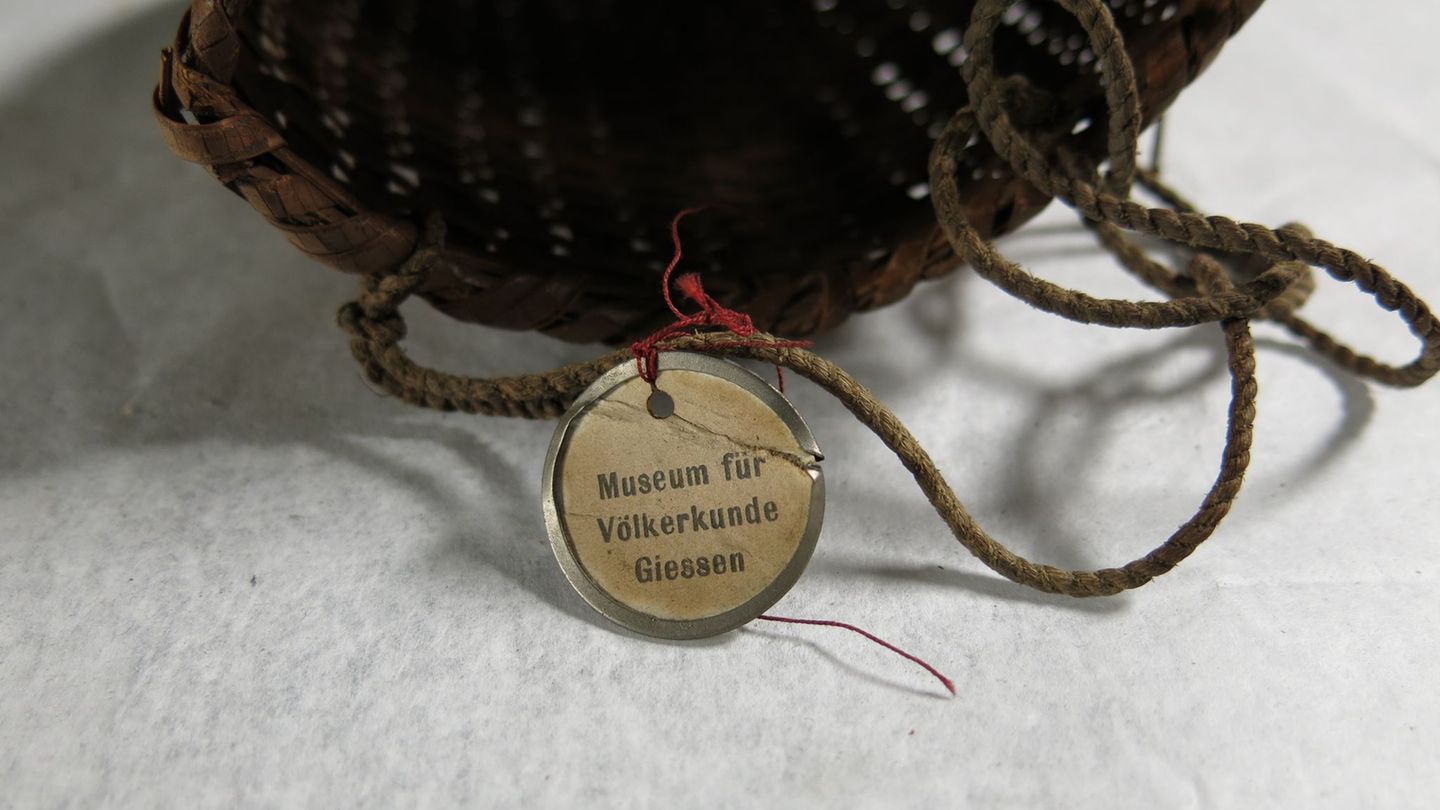 Museum für
Völkerkunde
Giessen